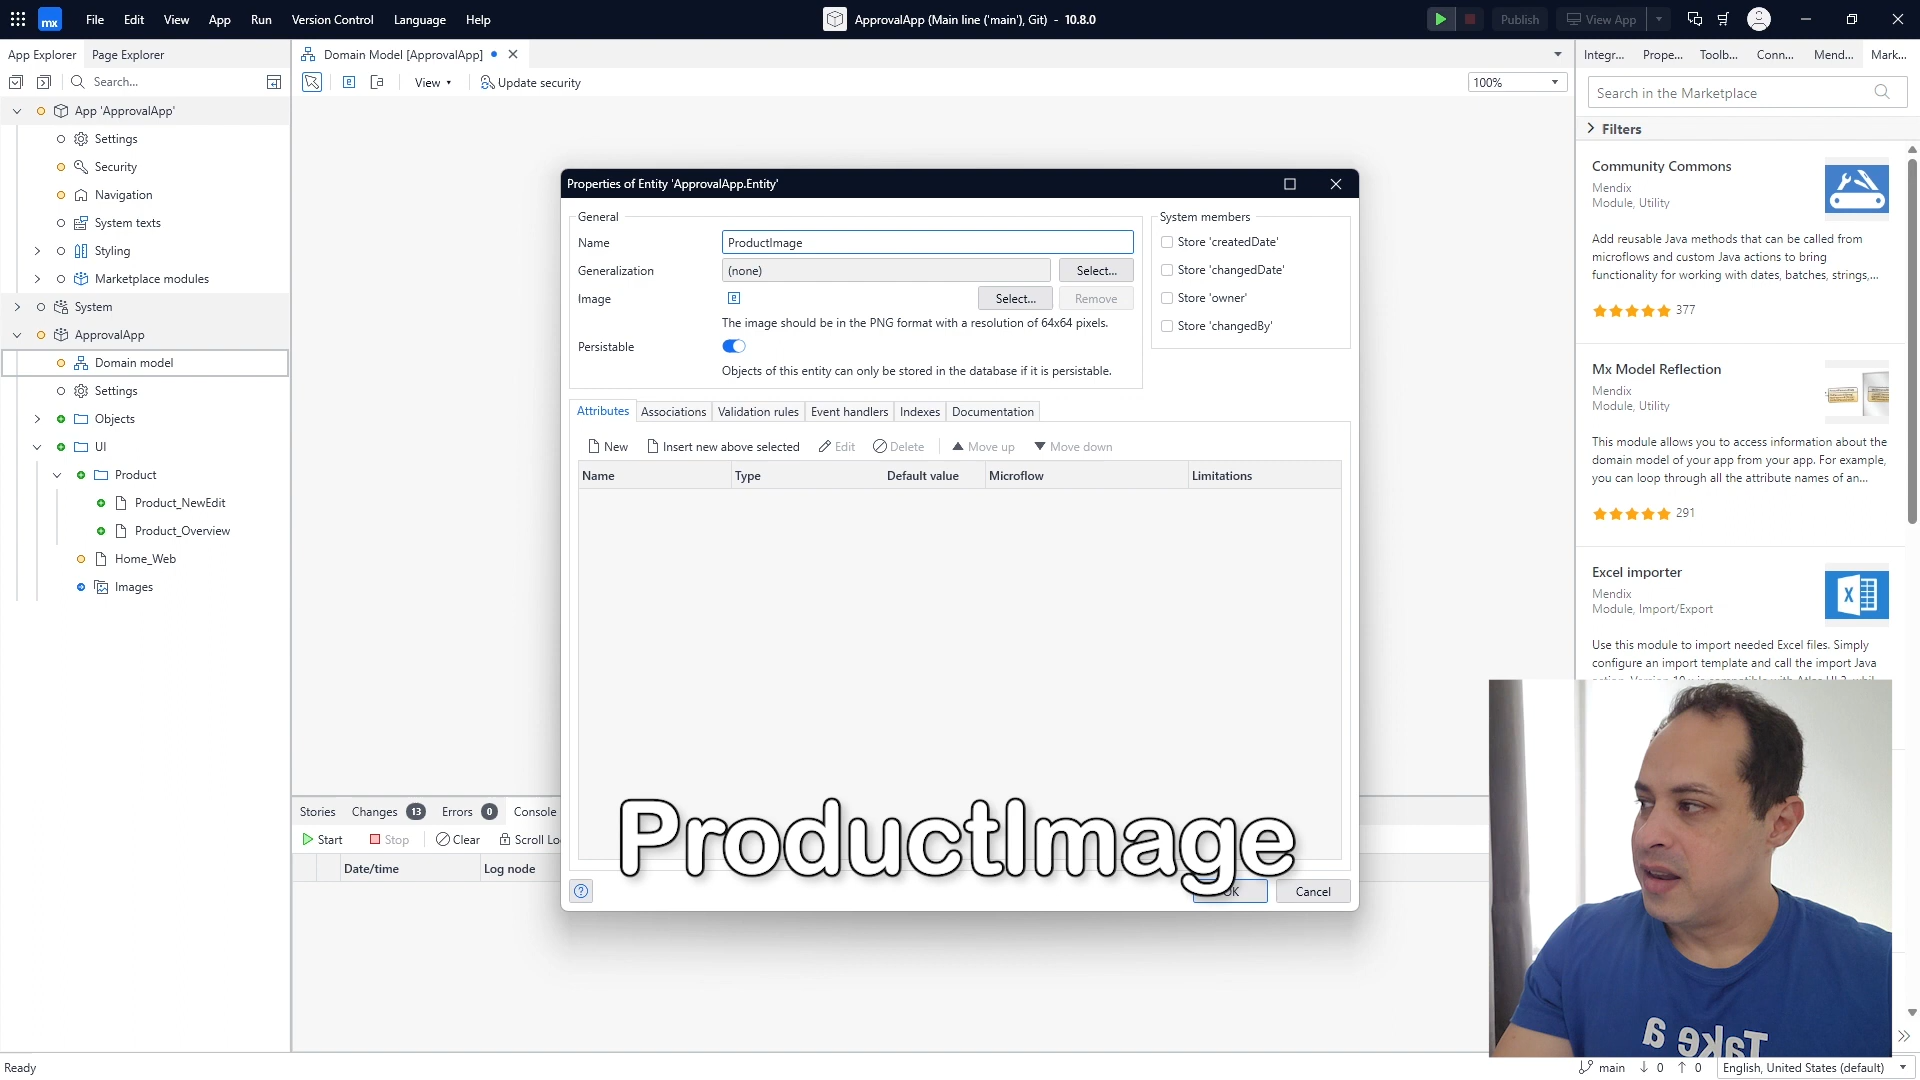 mx
File Edit View App Run Version Control Language Help
ApprovalApp (Main line ('main'), Git) - 10.8.0
Publish
View App
App Explorer Page Explorer
Search...
App 'ApprovalApp'
Settings
Security
Navigation
System texts
Styling
Marketplace modules
System
ApprovalApp
Domain model
Settings
Objects
UI
Product
Product_NewEdit
Product_Overview
Home_Web
Images
Domain Model [ApprovalApp]
View
Update security
100%
Properties of Entity 'ApprovalApp.Entity'
General
Name
ProductImage
Generalization
(none)
Select...
Image
Select...
Remove
The image should be in the PNG format with a resolution of 64x64 pixels.
Persistable
Objects of this entity can only be stored in the database if it is persistable.
System members
Store 'createdDate'
Store 'changedDate'
Store 'owner'
Store 'changedBy'
Attributes Associations Validation rules Event handlers Indexes Documentation
New Insert new above selected Edit Delete Move up Move down
Name Type Default value Microflow Limitations
ProductImage
OK
Cancel
Stories Changes 13 Errors 0 Console
Start Stop Clear Scroll Lo
Date/time Log node
Integr... Prope... Toolb... Conn... Mend... Mark...
Search in the Marketplace
Filters
Community Commons
Mendix
Module, Utility
Add reusable Java methods that can be called from
microflows and custom Java actions to bring
functionality for working with dates, batches, strings,...
377
Mx Model Reflection
Mendix
Module, Utility
This module allows you to access information about the
domain model of your app from your app. For example,
you can loop through all the attribute names of an...
291
Excel importer
Mendix
Module, Import/Export
Use this module to import needed Excel files. Simply
configure an import template and call the import Java
Take a
Ready
main 0 0 English, United States (default)